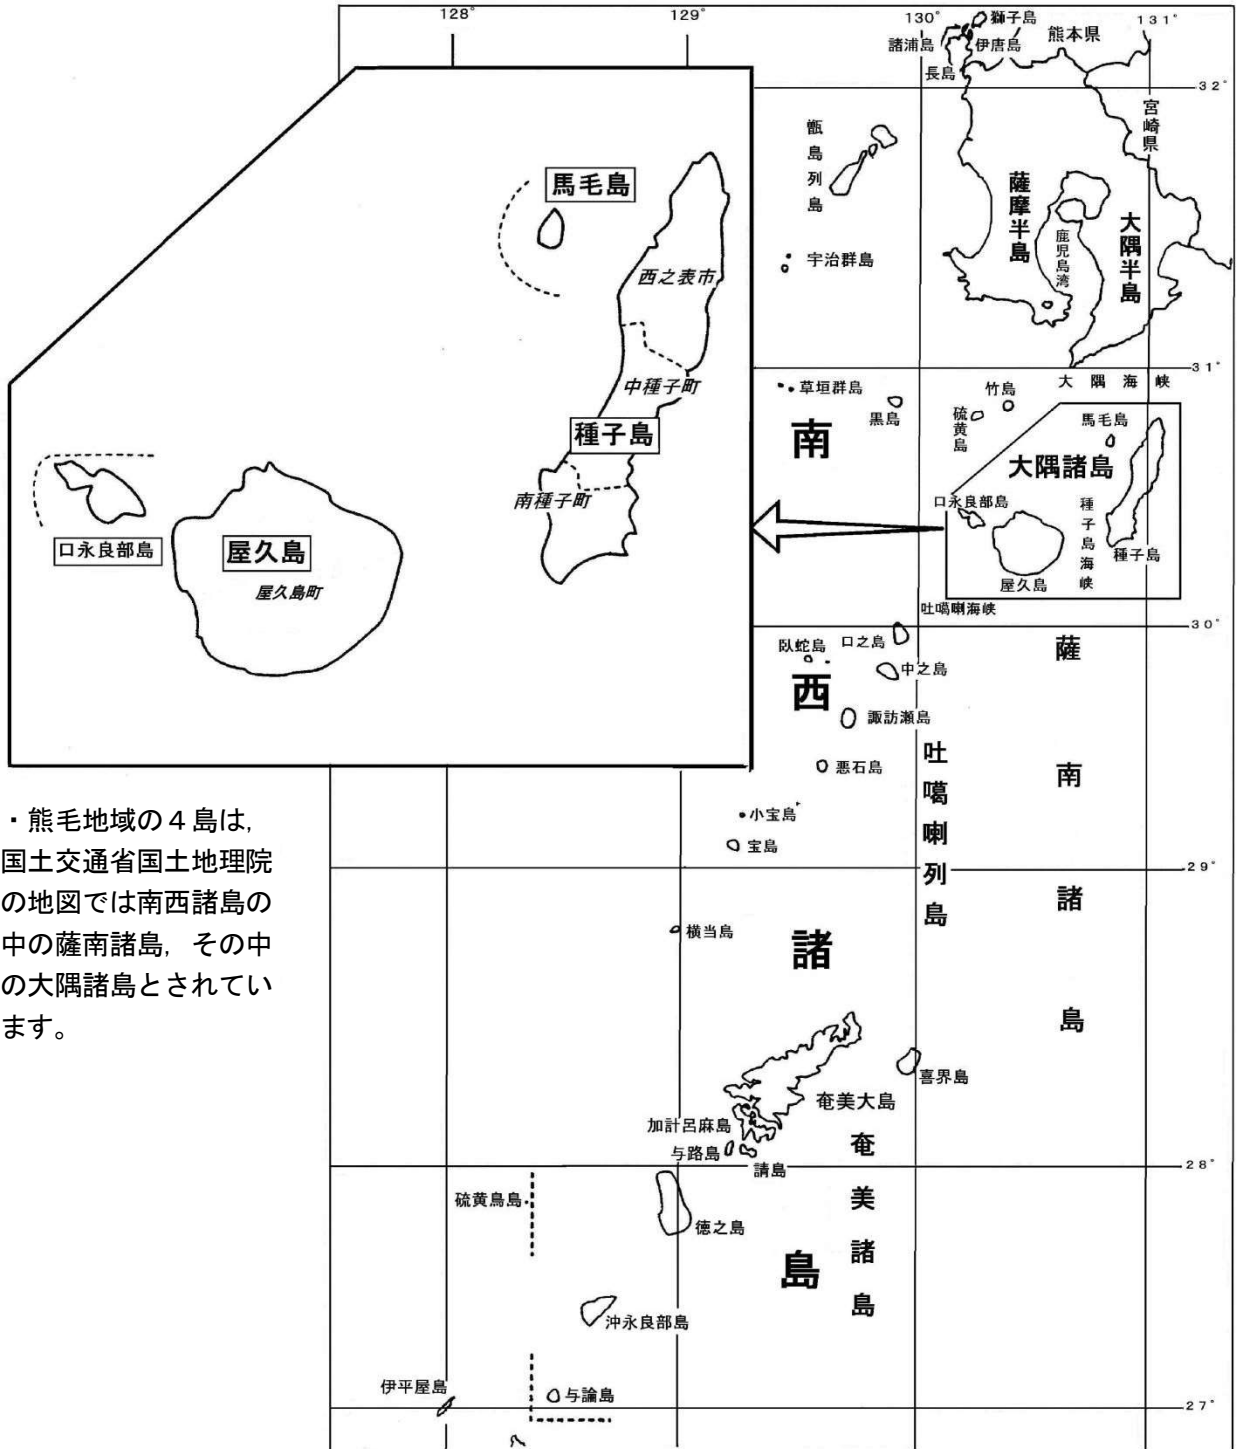 128°
129°
130°
131°
獅子島
諸浦島
伊唐島
熊本県
長島
32°
宮崎県
甑島列島
薩摩半島
鹿児島湾
大隅半島
宇治群島
31°
大隅海峡
草垣群島
黒島
竹島
硫黄島
馬毛島
大隅諸島
口永良部島
種子島海峡
種子島
屋久島
吐噶喇海峡
30°
馬毛島
西之表市
中種子町
種子島
南種子町
口永良部島
屋久島
屋久島町
臥蛇島
口之島
中之島
諏訪瀬島
悪石島
小宝島
宝島
吐噶喇列島
29°
横当島
南西諸島
薩南諸島
・熊毛地域の4島は,
国土交通省国土地理院
の地図では南西諸島の
中の薩南諸島, その中
の大隅諸島とされてい
ます。
喜界島
奄美大島
加計呂麻島
与路島
請島
28°
奄美諸島
硫黄鳥島
徳之島
沖永良部島
伊平屋島
与論島
27°